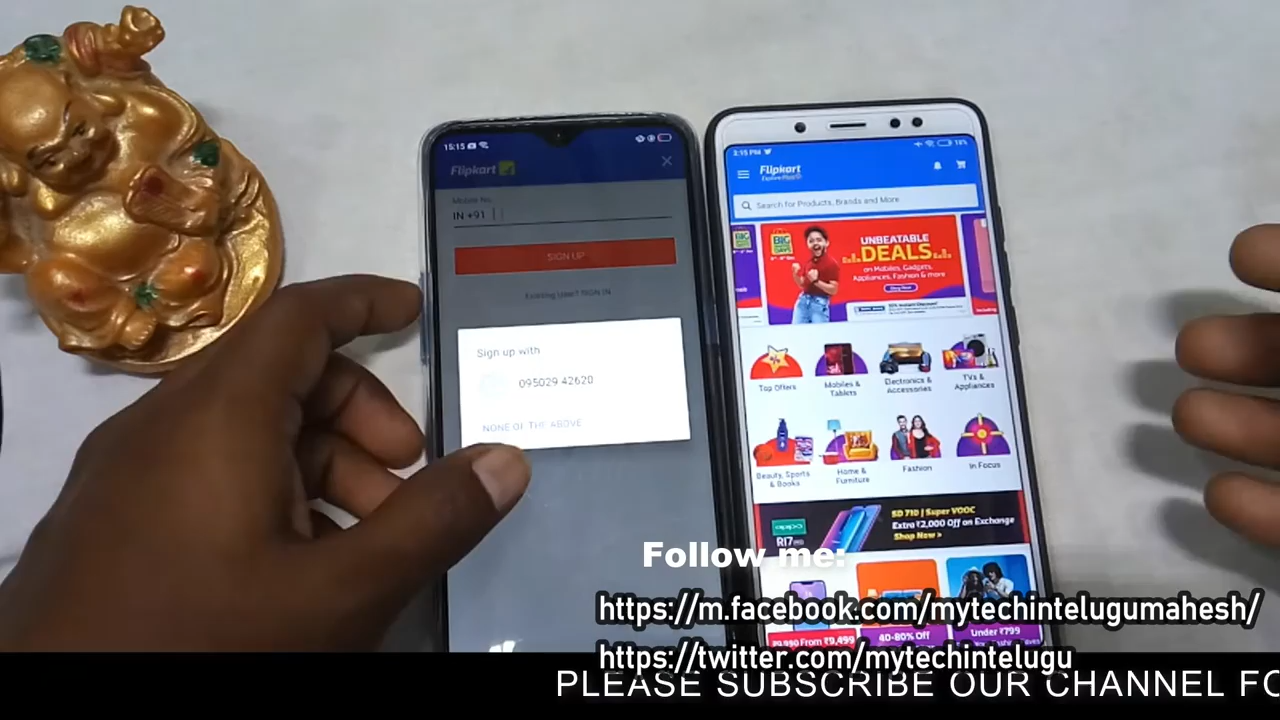 15:15
Flipkart
Mobile No.
IN +91
SIGN UP
Existing User? SIGN IN
Sign up with
095029 42620
NONE OF THE ABOVE
3:15 PM
Flipkart
Explore Plus
Search for Products, Brands and More
BIG
UNBEATABLE
DEALS
on Mobiles, Gadgets,
Appliances, Fashion & more
Shop Now
Top Offers
Mobiles &
Tablets
Electronics &
Accessories
TVs &
Appliances
Beauty, Sports
& Books
Home &
Furniture
Fashion
In Focus
oppo
R17
SD 710 | Super VOOC
Extra ₹2,000 Off on Exchange
Shop Now >
From ₹9,499
40-80% Off
Under ₹799
Follow me:
https://m.facebook.com/mytechintelugumahesh/
https://twitter.com/mytechintelugu
PLEASE SUBSCRIBE OUR CHANNEL FO